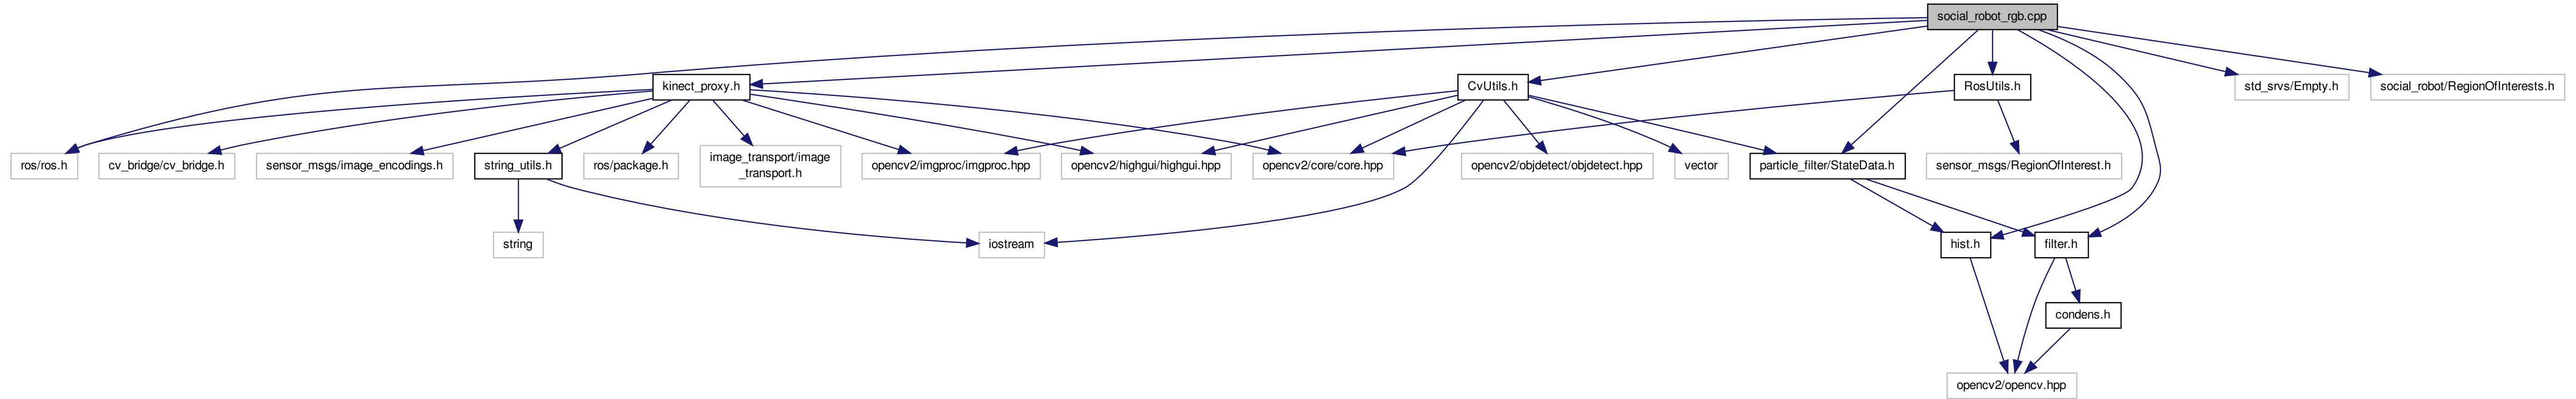 social_robot_rgb.cpp
kinect_proxy.h
CvUtils.h
RosUtils.h
std_srvs/Empty.h
social_robot/RegionOfInterests.h
ros/ros.h
cv_bridge/cv_bridge.h
sensor_msgs/image_encodings.h
string_utils.h
ros/package.h
image_transport/image
_transport.h
opencv2/imgproc/imgproc.hpp
opencv2/highgui/highgui.hpp
opencv2/core/core.hpp
opencv2/objdetect/objdetect.hpp
vector
particle_filter/StateData.h
sensor_msgs/RegionOfInterest.h
string
iostream
hist.h
filter.h
condens.h
opencv2/opencv.hpp